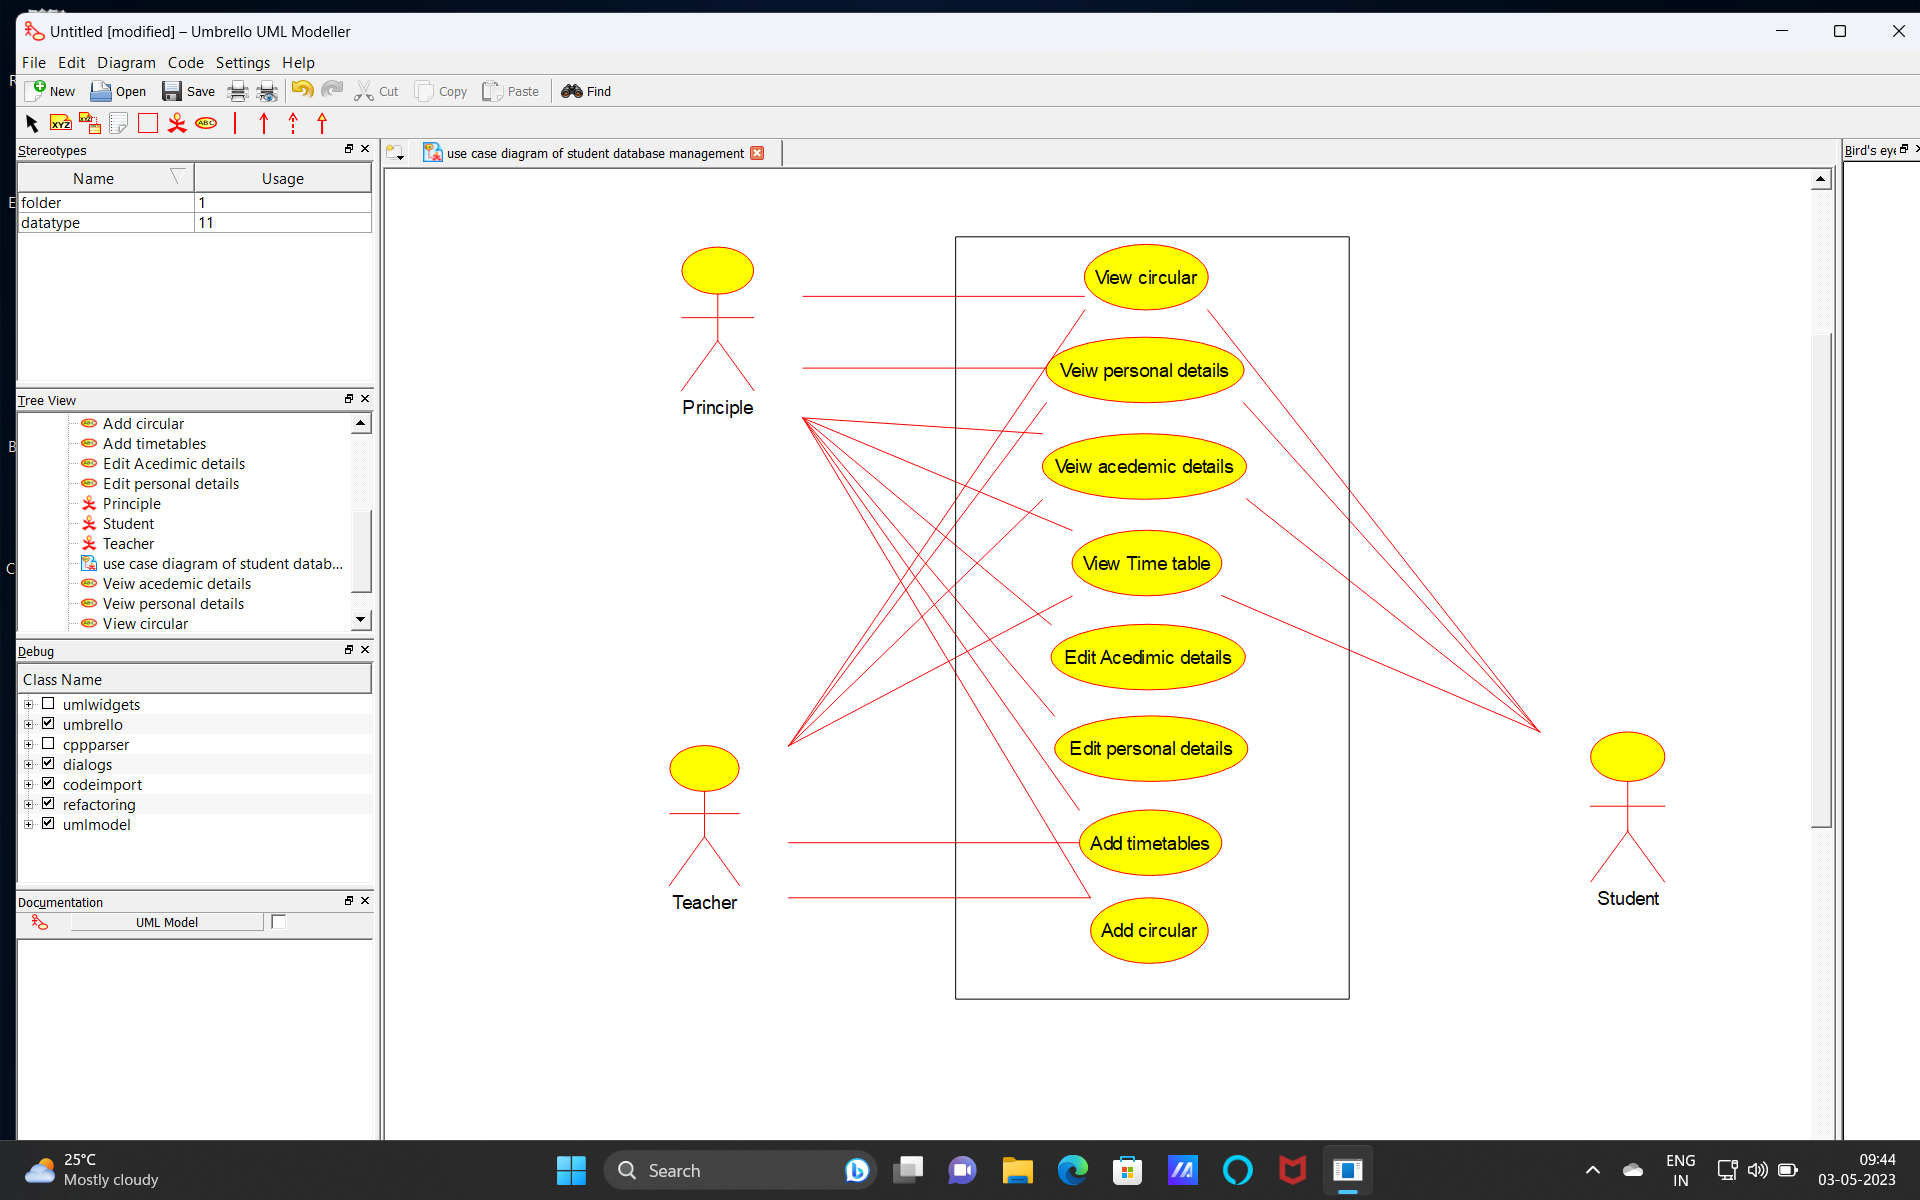 Untitled [modified] – Umbrello UML Modeller
File Edit Diagram Code Settings Help
New Open Save Cut Copy Paste Find
XYZ XYZ ABC
Stereotypes
Name Usage
folder 1
datatype 11
Tree View
Add circular
Add timetables
Edit Acedimic details
Edit personal details
Principle
Student
Teacher
use case diagram of student datab...
Veiw acedemic details
Veiw personal details
View circular
Debug
Class Name
umlwidgets
umbrello
cppparser
dialogs
codeimport
refactoring
umlmodel
Documentation
UML Model
use case diagram of student database management
Bird's eye
Principle
Teacher
View circular
Veiw personal details
Veiw acedemic details
View Time table
Edit Acedimic details
Edit personal details
Add timetables
Add circular
Student
25°C
Mostly cloudy
Search
ENG
IN
09:44
03-05-2023